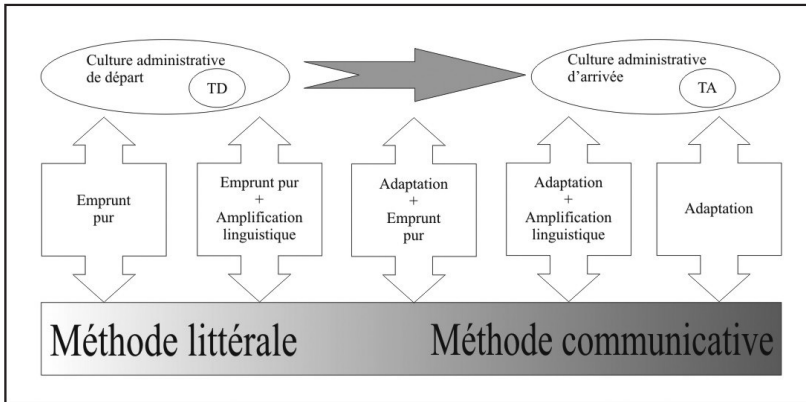 Culture administrative
de départ
TD
Culture administrative
d'arrivée
TA
Emprunt
pur
Emprunt pur
+
Amplification
linguistique
Adaptation
+
Emprunt
pur
Adaptation
+
Amplification
linguistique
Adaptation
Méthode littérale
Méthode communicative